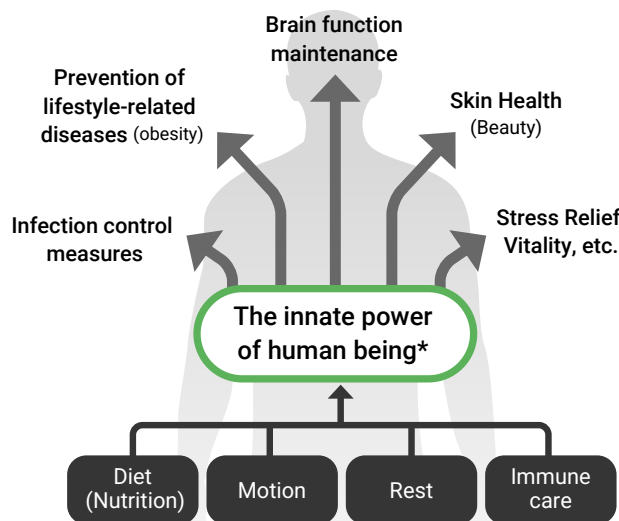 Brain function
maintenance
Prevention of
lifestyle-related
diseases (obesity)
Skin Health
(Beauty)
Infection control
measures
Stress Relief
Vitality, etc.
The innate power
of human being*
Diet
(Nutrition)
Motion
Rest
Immune
care